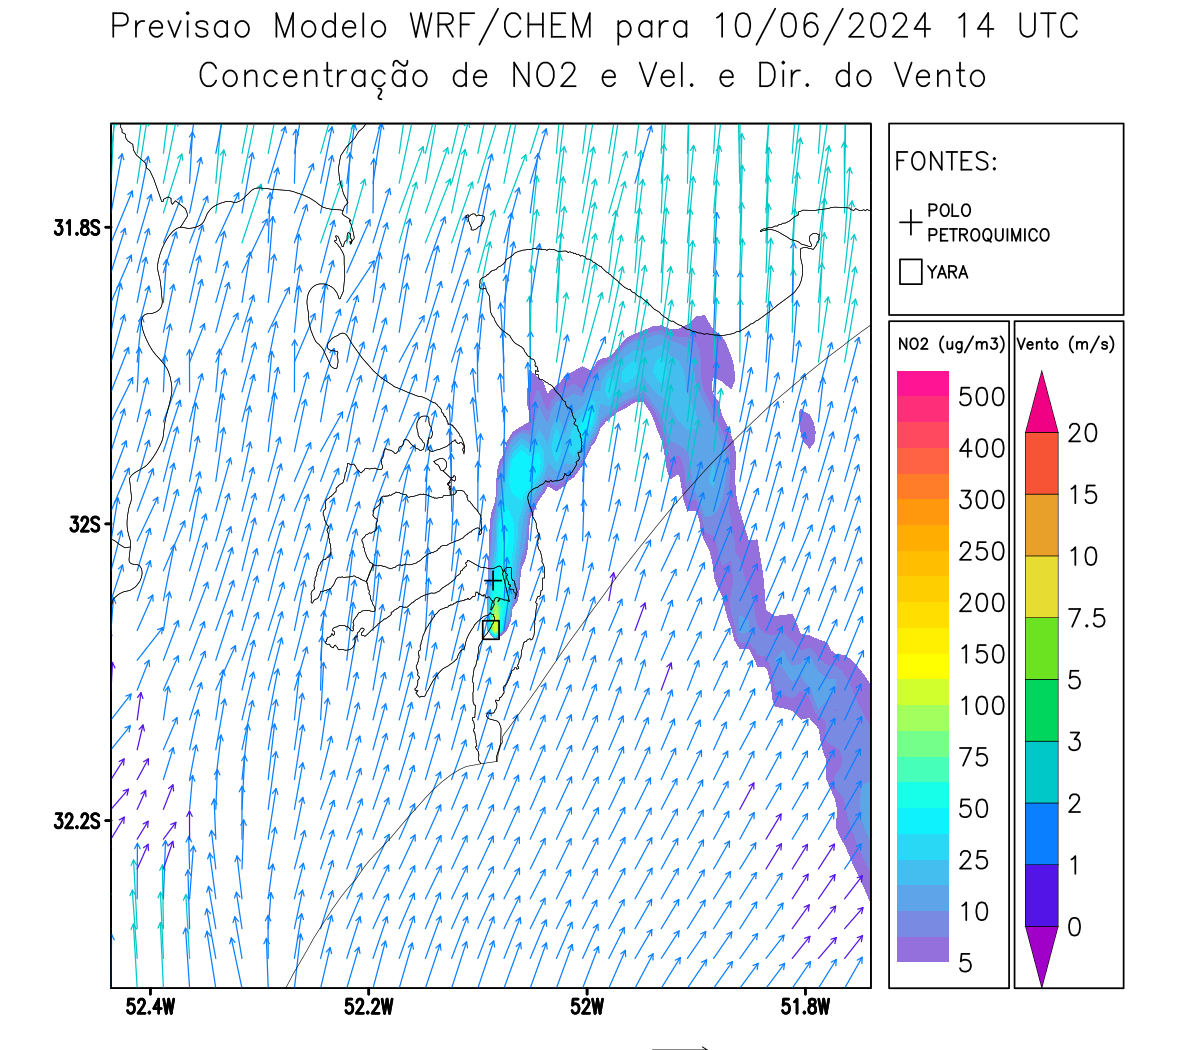 Previsao Modelo WRF/CHEM para 10/06/2024 14 UTC
Concentração de NO2 e Vel. e Dir. do Vento
FONTES:
POLO
PETROQUIMICO
YARA
31.8S
32S
32.2S
52.4W
52.2W
52W
51.8W
NO2 (ug/m3)
500
400
300
250
200
150
100
75
50
25
10
5
Vento (m/s)
20
15
10
7.5
5
3
2
1
0